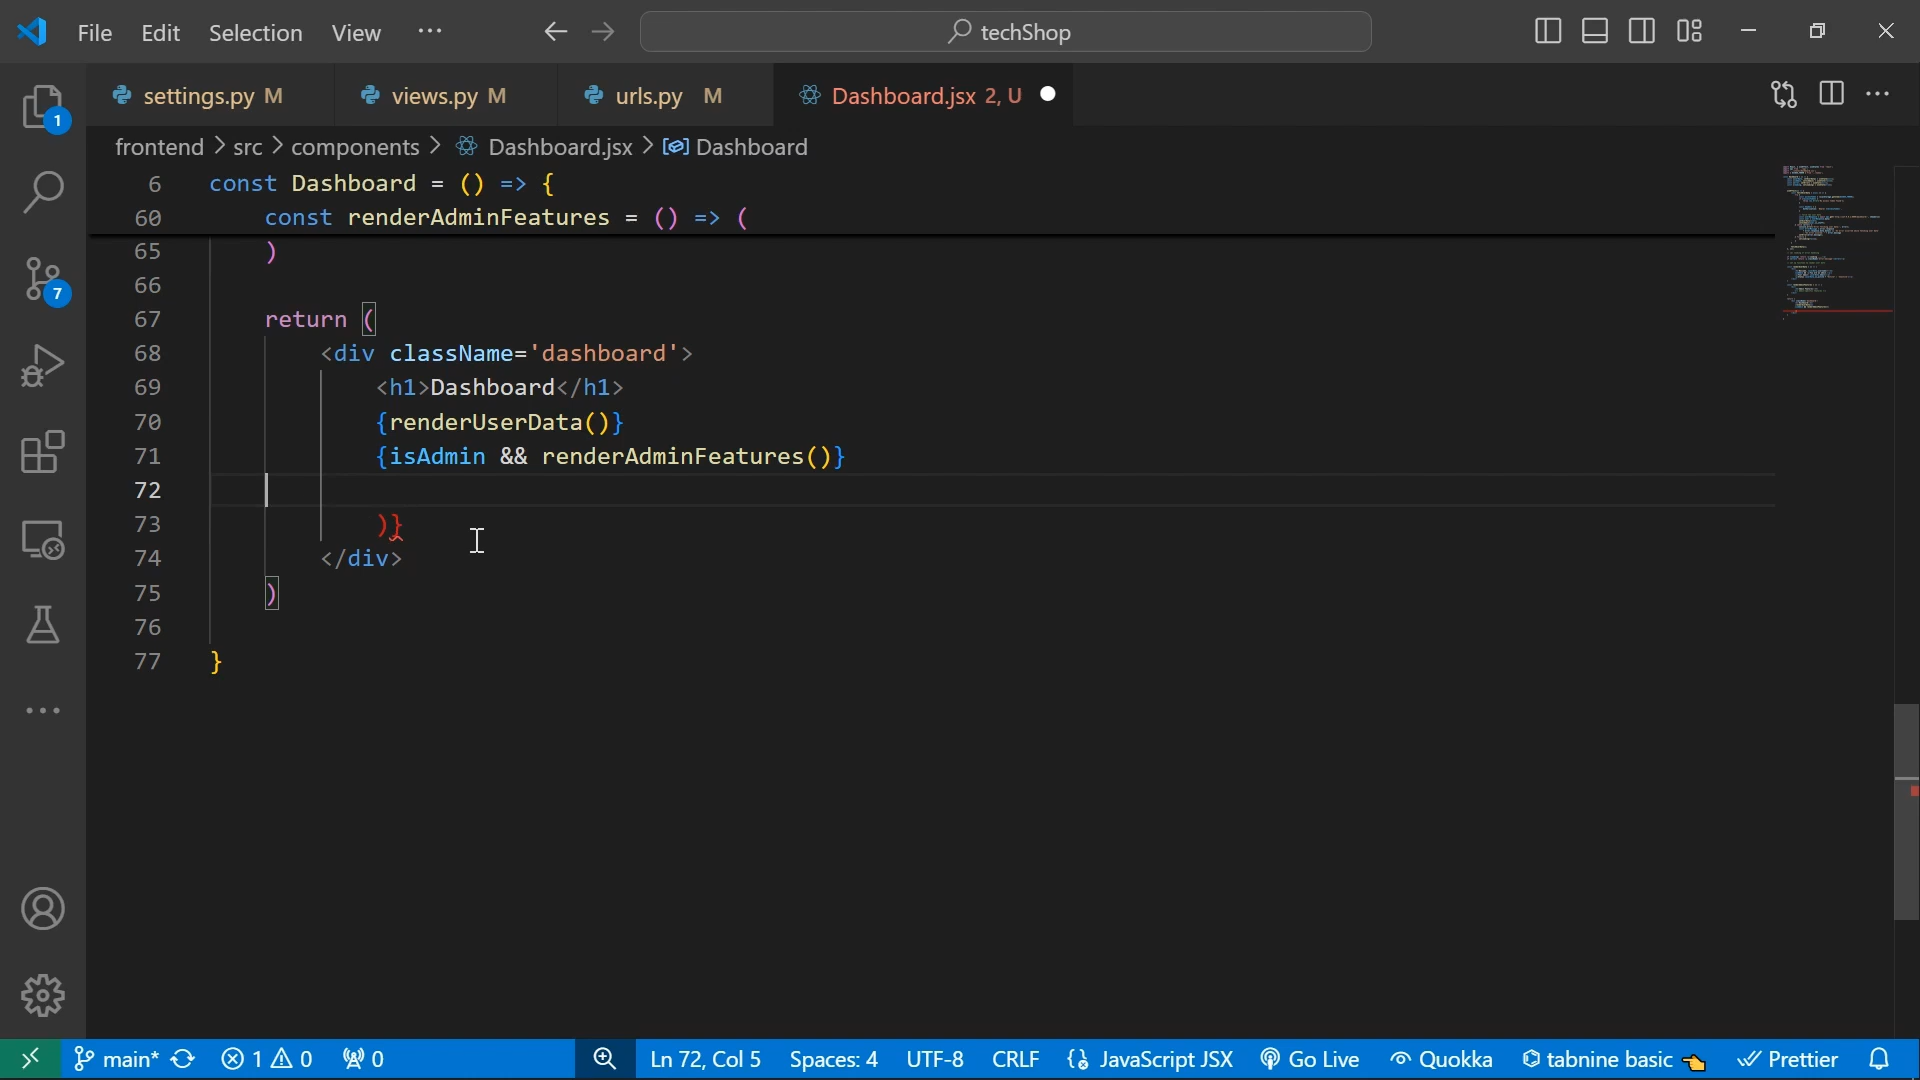 File Edit Selection View ··· techShop
settings.py M views.py M urls.py M Dashboard.jsx 2, U
frontend > src > components > Dashboard.jsx > Dashboard
6 const Dashboard = () => {
60 const renderAdminFeatures = () => (
65 )
66
67 return (
68 <div className='dashboard'>
69 <h1>Dashboard</h1>
70 {renderUserData()}
71 {isAdmin && renderAdminFeatures()}
72
73 )}
74 </div>
75 )
76
77 }
1
7
main* 1 0 0 Ln 72, Col 5 Spaces: 4 UTF-8 CRLF JavaScript JSX Go Live Quokka tabnine basic Prettier